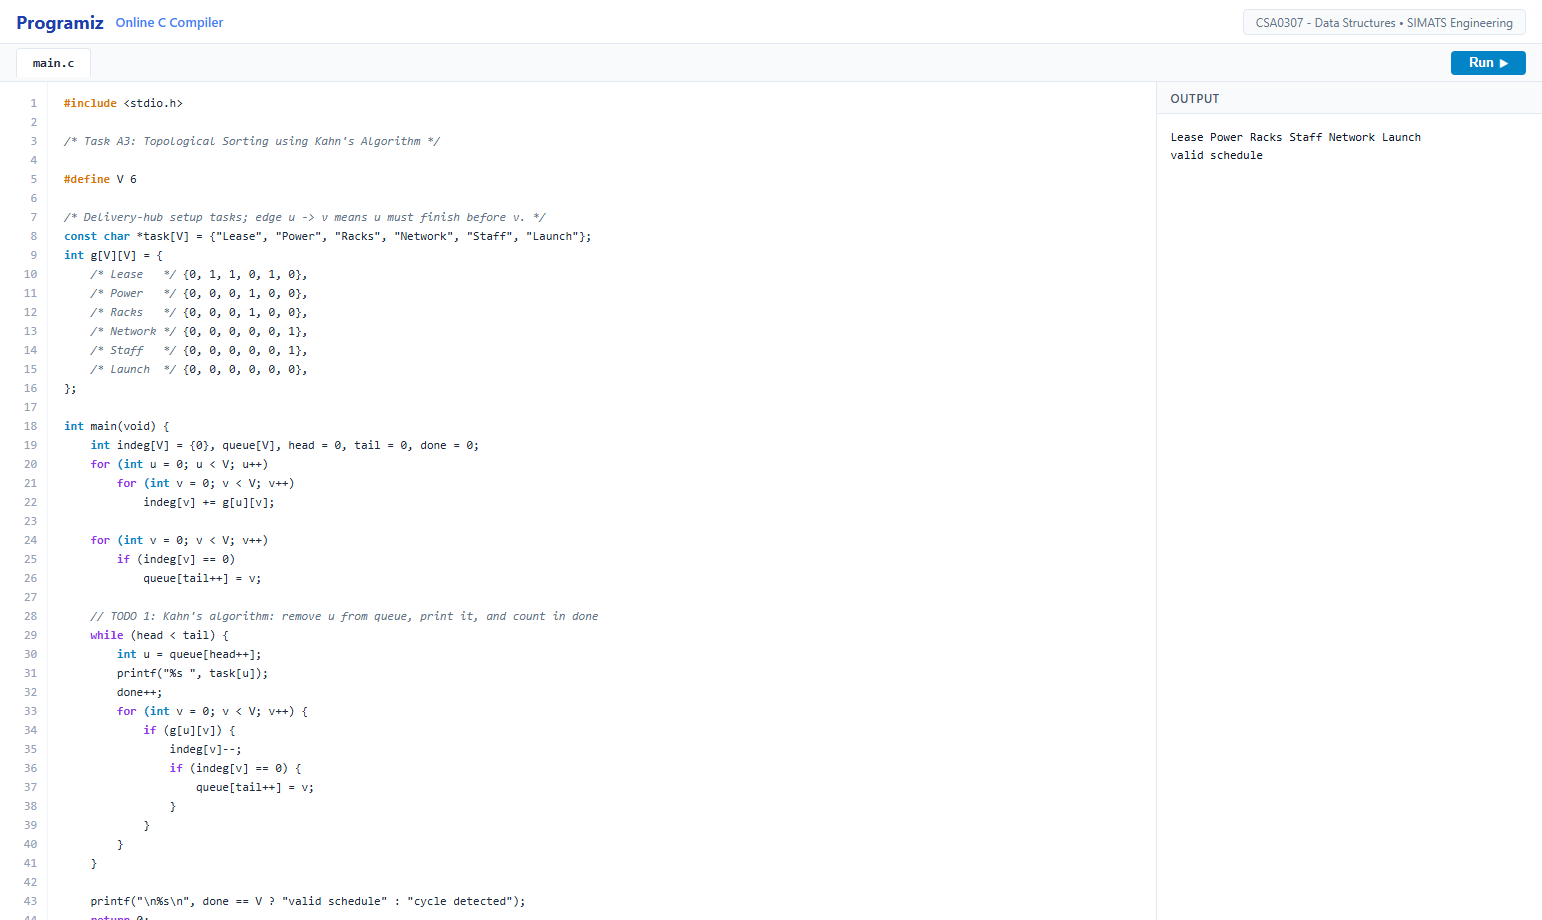 Programiz Online C Compiler
CSA0307 - Data Structures • SIMATS Engineering
main.c
Run ▶
1 #include <stdio.h>
2
3 /* Task A3: Topological Sorting using Kahn's Algorithm */
4
5 #define V 6
6
7 /* Delivery-hub setup tasks; edge u -> v means u must finish before v. */
8 const char *task[V] = {"Lease", "Power", "Racks", "Network", "Staff", "Launch"};
9 int g[V][V] = {
10     /* Lease   */ {0, 1, 1, 0, 1, 0},
11     /* Power   */ {0, 0, 0, 1, 0, 0},
12     /* Racks   */ {0, 0, 0, 1, 0, 0},
13     /* Network */ {0, 0, 0, 0, 0, 1},
14     /* Staff   */ {0, 0, 0, 0, 0, 1},
15     /* Launch  */ {0, 0, 0, 0, 0, 0},
16 };
17
18 int main(void) {
19     int indeg[V] = {0}, queue[V], head = 0, tail = 0, done = 0;
20     for (int u = 0; u < V; u++)
21         for (int v = 0; v < V; v++)
22             indeg[v] += g[u][v];
23
24     for (int v = 0; v < V; v++)
25         if (indeg[v] == 0)
26             queue[tail++] = v;
27
28     // TODO 1: Kahn's algorithm: remove u from queue, print it, and count in done
29     while (head < tail) {
30         int u = queue[head++];
31         printf("%s ", task[u]);
32         done++;
33         for (int v = 0; v < V; v++) {
34             if (g[u][v]) {
35                 indeg[v]--;
36                 if (indeg[v] == 0) {
37                     queue[tail++] = v;
38                 }
39             }
40         }
41     }
42
43     printf("\n%s\n", done == V ? "valid schedule" : "cycle detected");
44     return 0;
OUTPUT
Lease Power Racks Staff Network Launch
valid schedule